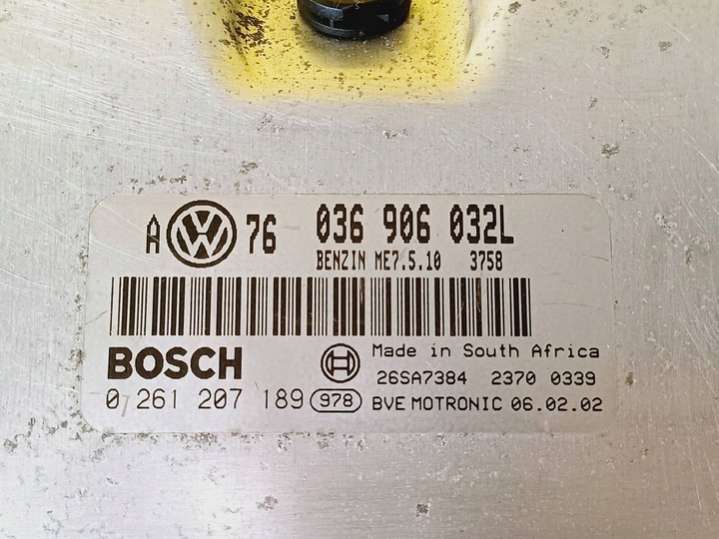 A VW 76 036 906 032L
BENZIN ME7.5.10 3758
BOSCH
Made in South Africa
26SA7384 2370 0339
0 261 207 189 978 BVE MOTRONIC 06.02.02